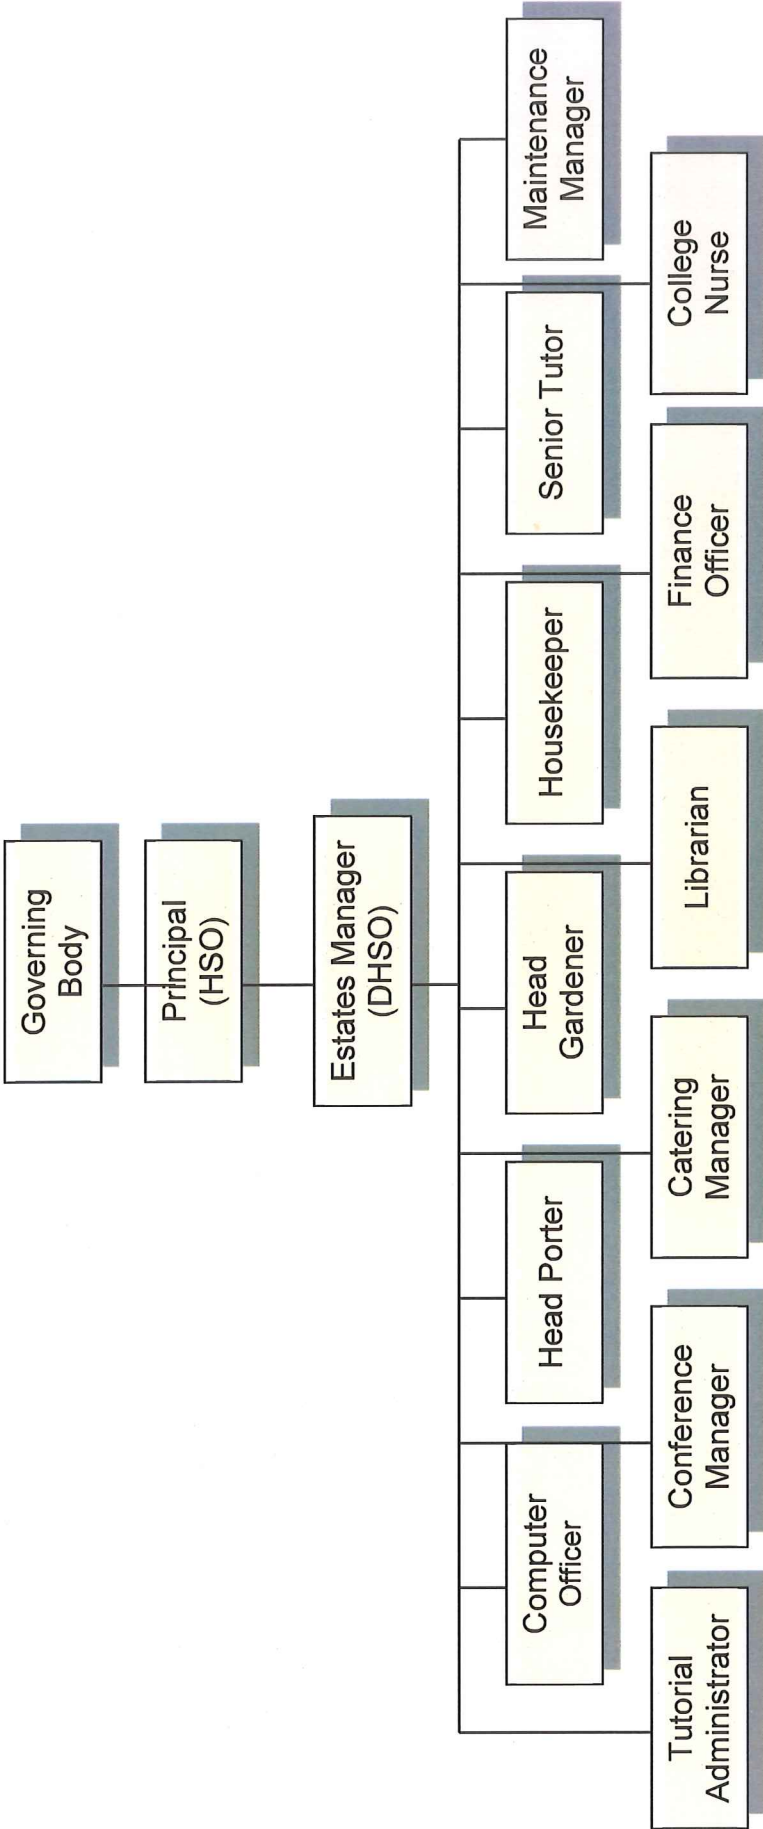 Governing
Body
Principal
(HSO)
Estates Manager
(DHSO)
Computer
Officer
Head Porter
Head
Gardener
Housekeeper
Senior Tutor
Maintenance
Manager
Tutorial
Administrator
Conference
Manager
Catering
Manager
Librarian
Finance
Officer
College
Nurse